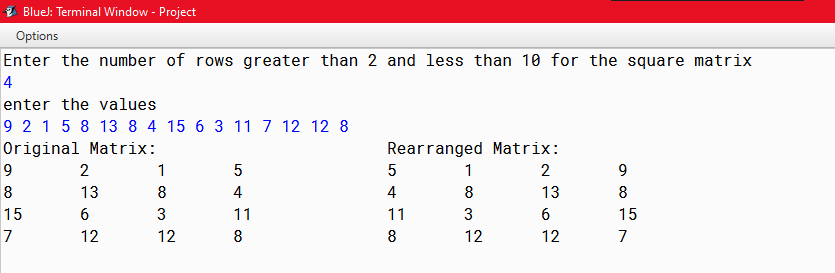 BlueJ: Terminal Window - Project
Options
Enter the number of rows greater than 2 and less than 10 for the square matrix
4
enter the values
9 2 1 5 8 13 8 4 15 6 3 11 7 12 12 8
Original Matrix: Rearranged Matrix:
9 2 1 5 5 1 2 9
8 13 8 4 4 8 13 8
15 6 3 11 11 3 6 15
7 12 12 8 8 12 12 7